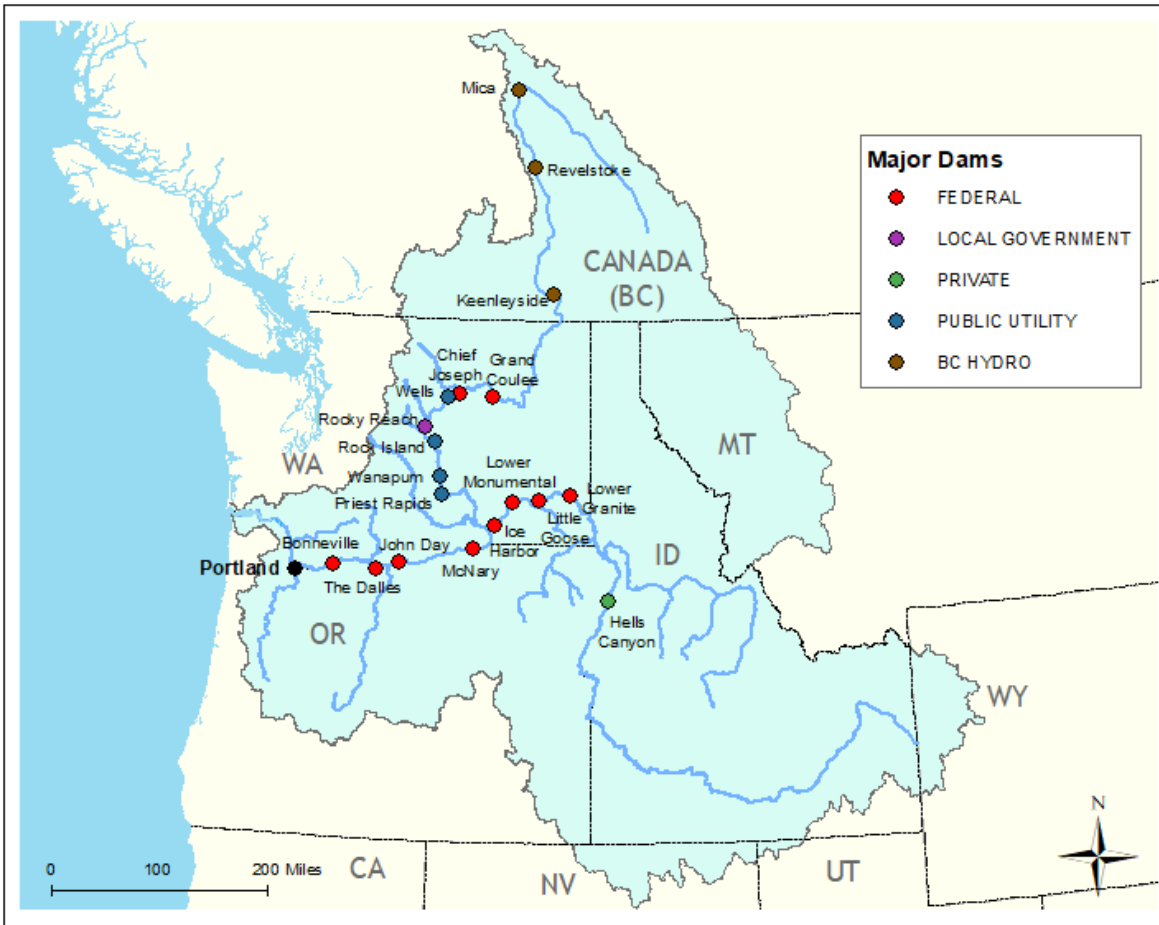 Mica
Revelstoke
Major Dams
FEDERAL
LOCAL GOVERNMENT
PRIVATE
PUBLIC UTILITY
BC HYDRO
CANADA
(BC)
Keenleyside
Chief
Joseph
Grand
Coulee
Wells
Rocky Reach
Rock Island
WA
MT
Wanapum
Priest Rapids
Lower
Monumental
Lower
Granite
Little
Goose
Ice
Harbor
ID
Bonneville
John Day
McNary
Portland
The Dalles
Hells
Canyon
OR
WY
N
0 100 200 Miles
CA
NV
UT